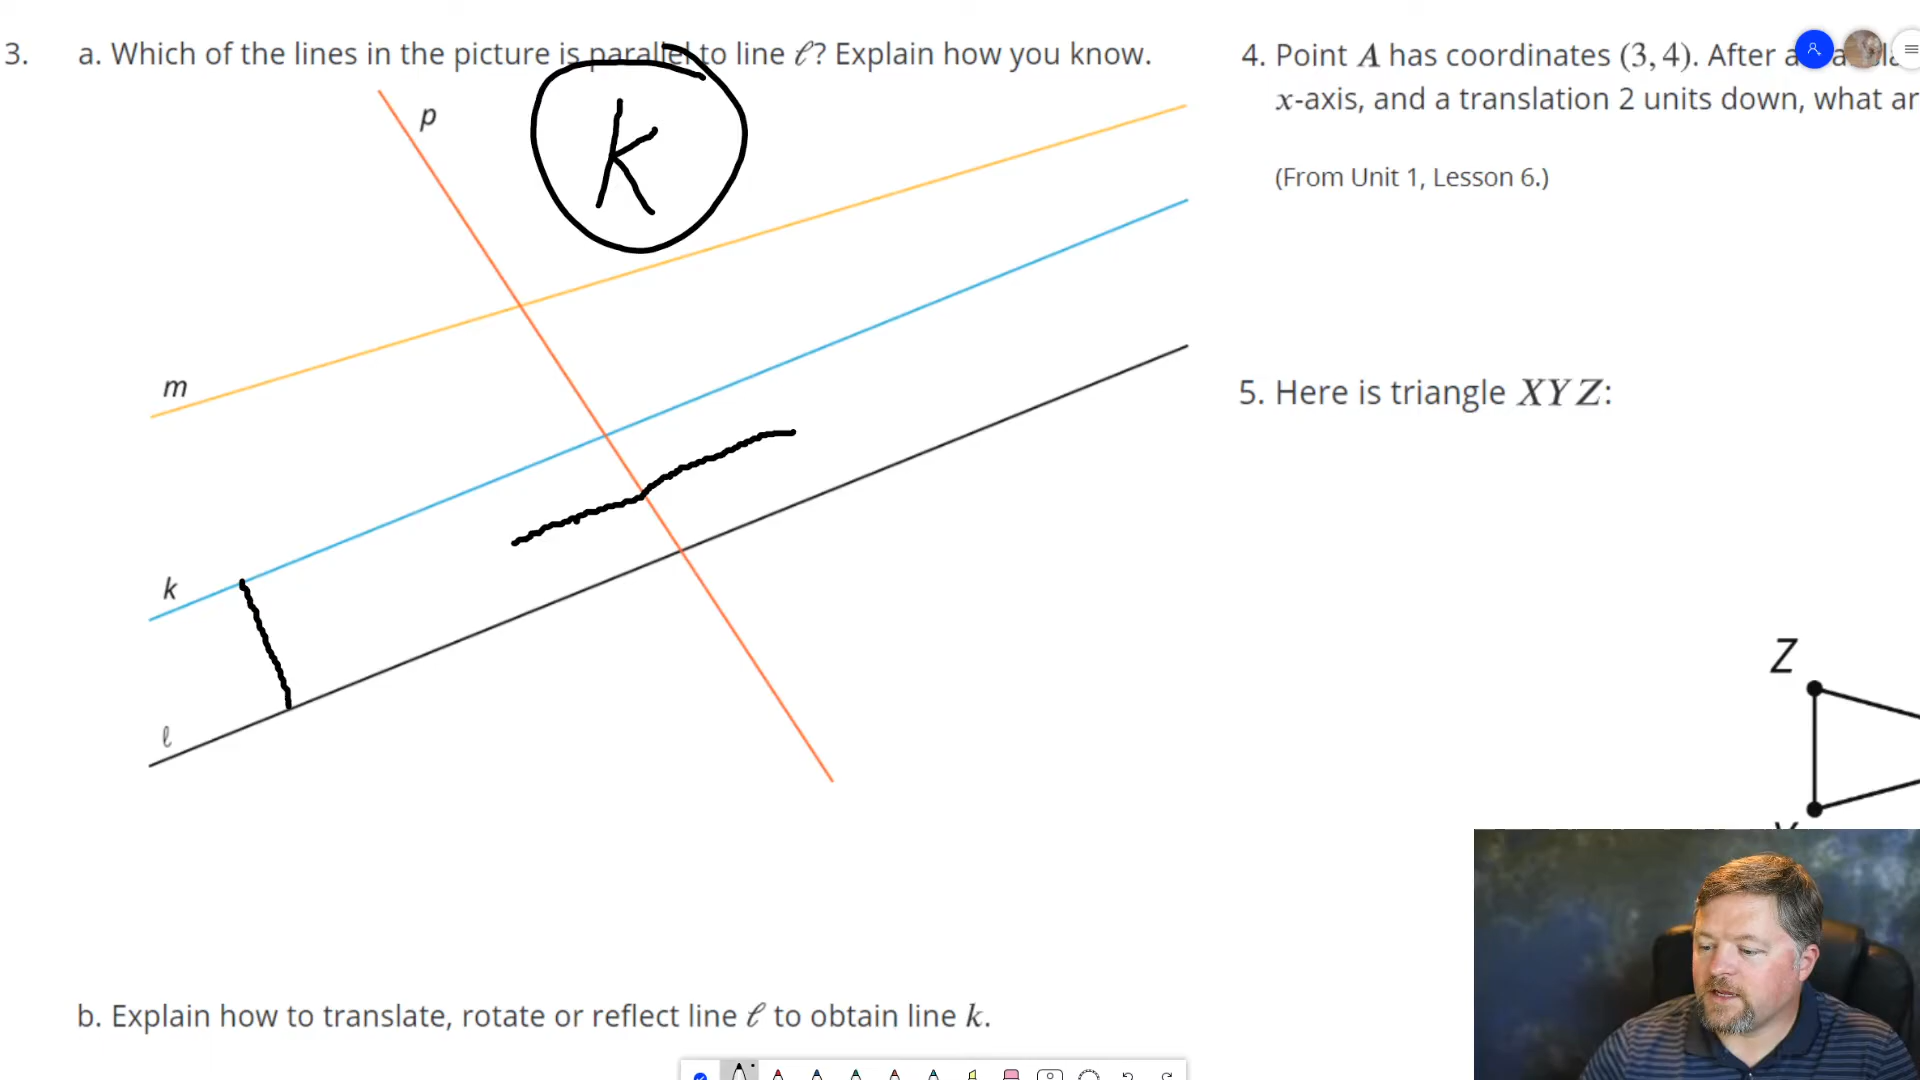 3. a. Which of the lines in the picture is parallel to line ℓ? Explain how you know.
p
K
m
k
ℓ
b. Explain how to translate, rotate or reflect line ℓ to obtain line k.
4. Point A has coordinates (3, 4). After a
x-axis, and a translation 2 units down, what ar
(From Unit 1, Lesson 6.)
5. Here is triangle XYZ:
Z